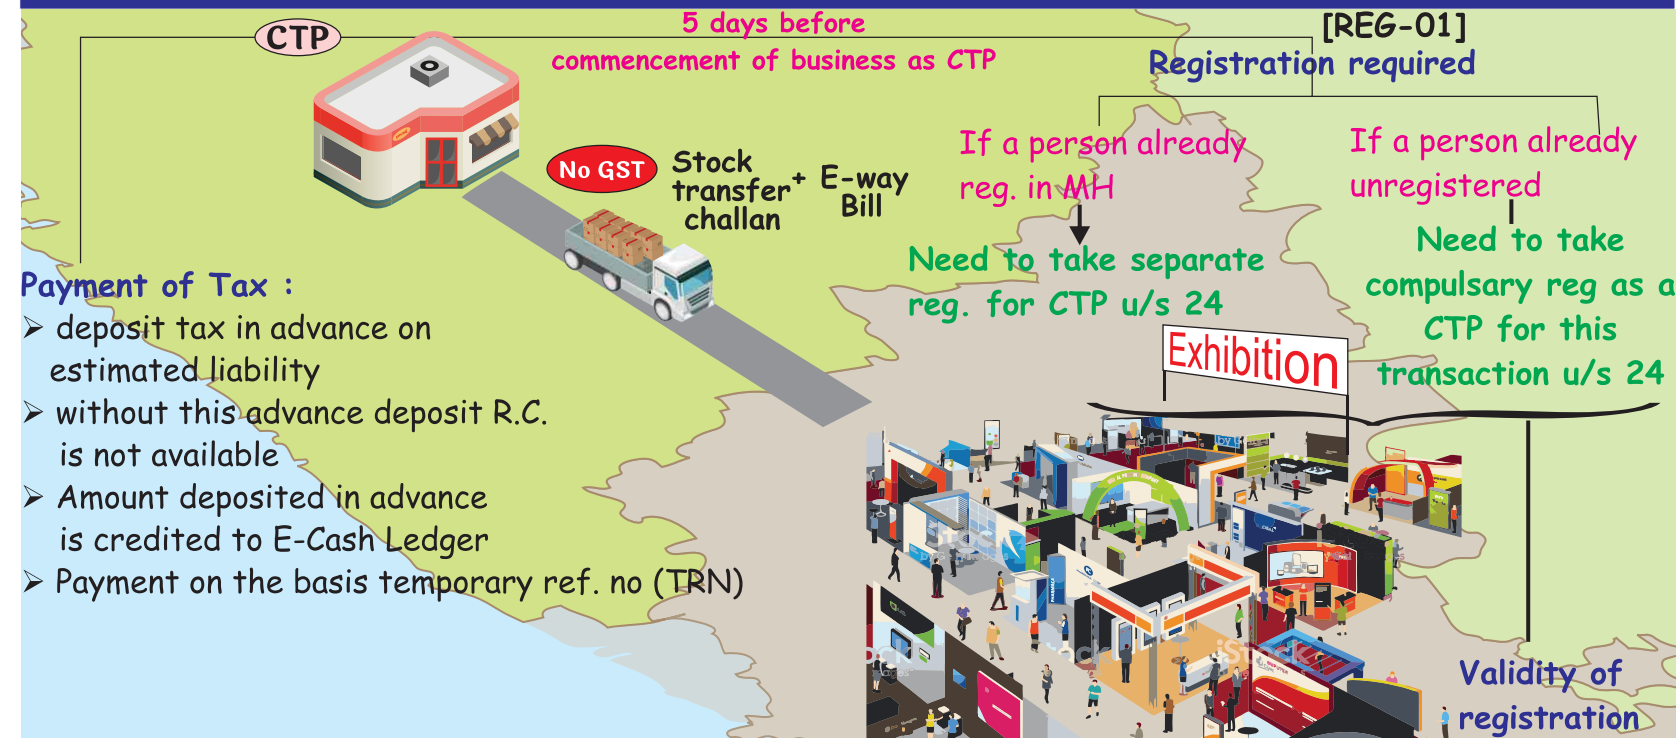 CTP
5 days before
commencement of business as CTP
[REG-01]
Registration required
If a person already
reg. in MH
If a person already
unregistered
No GST
Stock
transfer
challan
+ E-way
Bill
Need to take separate
reg. for CTP u/s 24
Need to take
compulsary reg as a
CTP for this
transaction u/s 24
Payment of Tax :
➢ deposit tax in advance on
estimated liability
➢ without this advance deposit R.C.
is not available
➢ Amount deposited in advance
is credited to E-Cash Ledger
➢ Payment on the basis temporary ref. no (TRN)
Exhibition
iStock
Validity of
registration